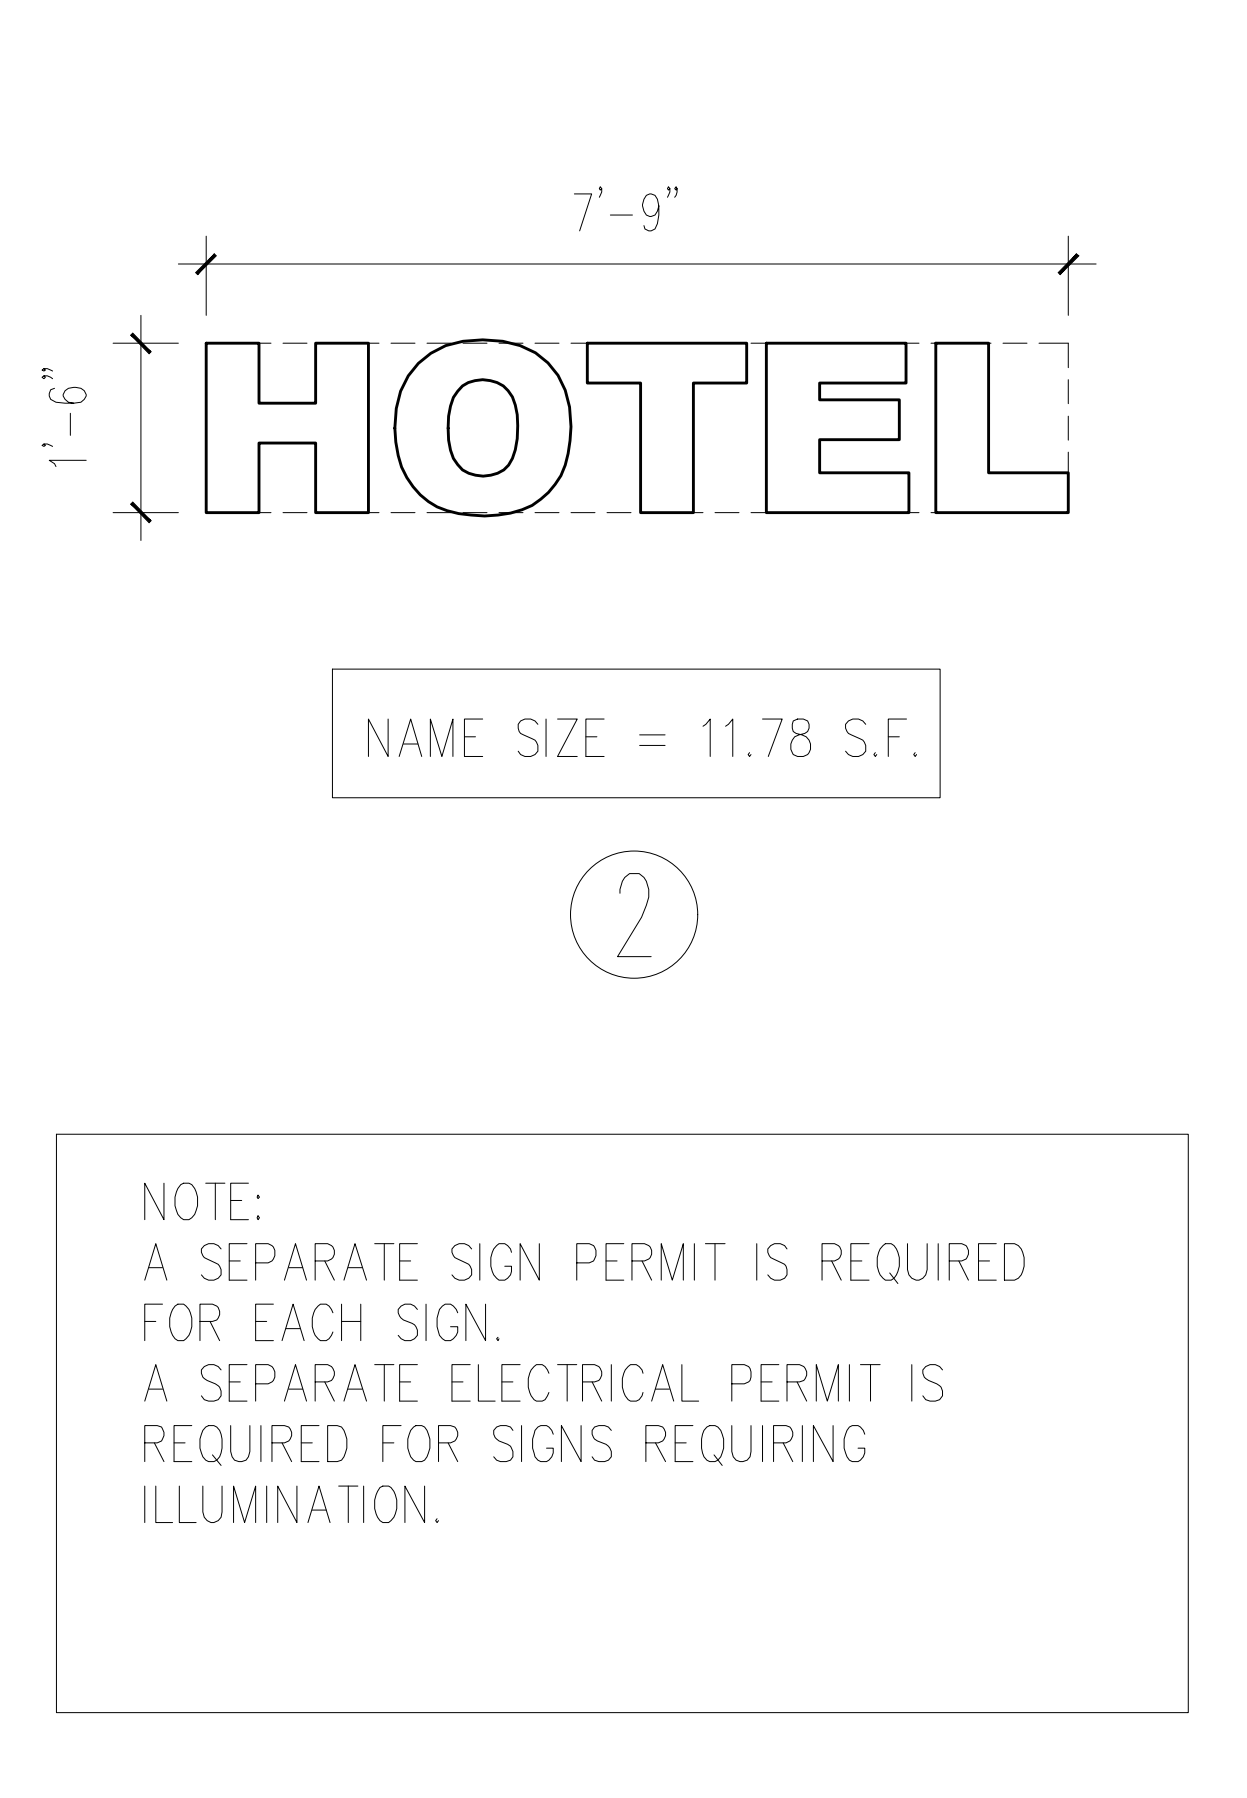 7'-9"
1'-6"
HOTEL
NAME SIZE = 11.78 S.F.
2
NOTE:
A SEPARATE SIGN PERMIT IS REQUIRED
FOR EACH SIGN.
A SEPARATE ELECTRICAL PERMIT IS
REQUIRED FOR SIGNS REQUIRING
ILLUMINATION.